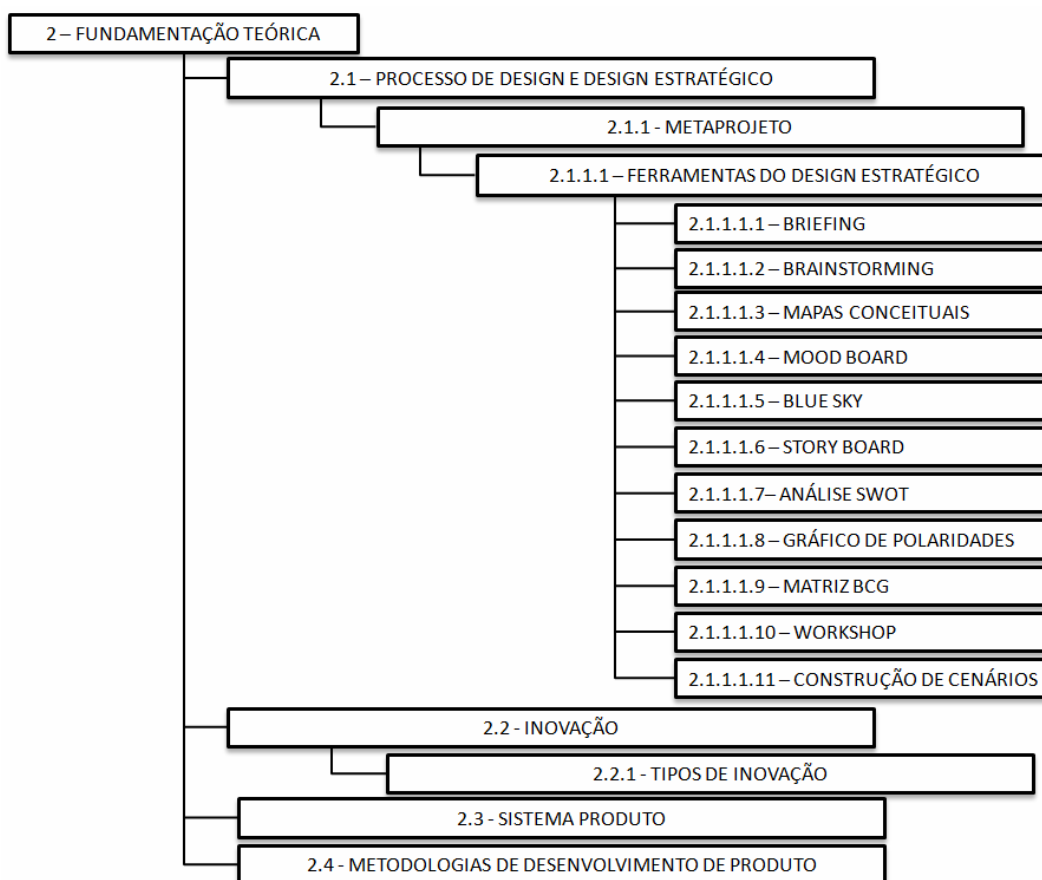 2 – FUNDAMENTAÇÃO TEÓRICA
2.1 – PROCESSO DE DESIGN E DESIGN ESTRATÉGICO
2.1.1 - METAPROJETO
2.1.1.1 – FERRAMENTAS DO DESIGN ESTRATÉGICO
2.1.1.1.1 – BRIEFING
2.1.1.1.2 – BRAINSTORMING
2.1.1.1.3 – MAPAS CONCEITUAIS
2.1.1.1.4 – MOOD BOARD
2.1.1.1.5 – BLUE SKY
2.1.1.1.6 – STORY BOARD
2.1.1.1.7– ANÁLISE SWOT
2.1.1.1.8 – GRÁFICO DE POLARIDADES
2.1.1.1.9 – MATRIZ BCG
2.1.1.1.10 – WORKSHOP
2.1.1.1.11 – CONSTRUÇÃO DE CENÁRIOS
2.2 - INOVAÇÃO
2.2.1 - TIPOS DE INOVAÇÃO
2.3 - SISTEMA PRODUTO
2.4 - METODOLOGIAS DE DESENVOLVIMENTO DE PRODUTO